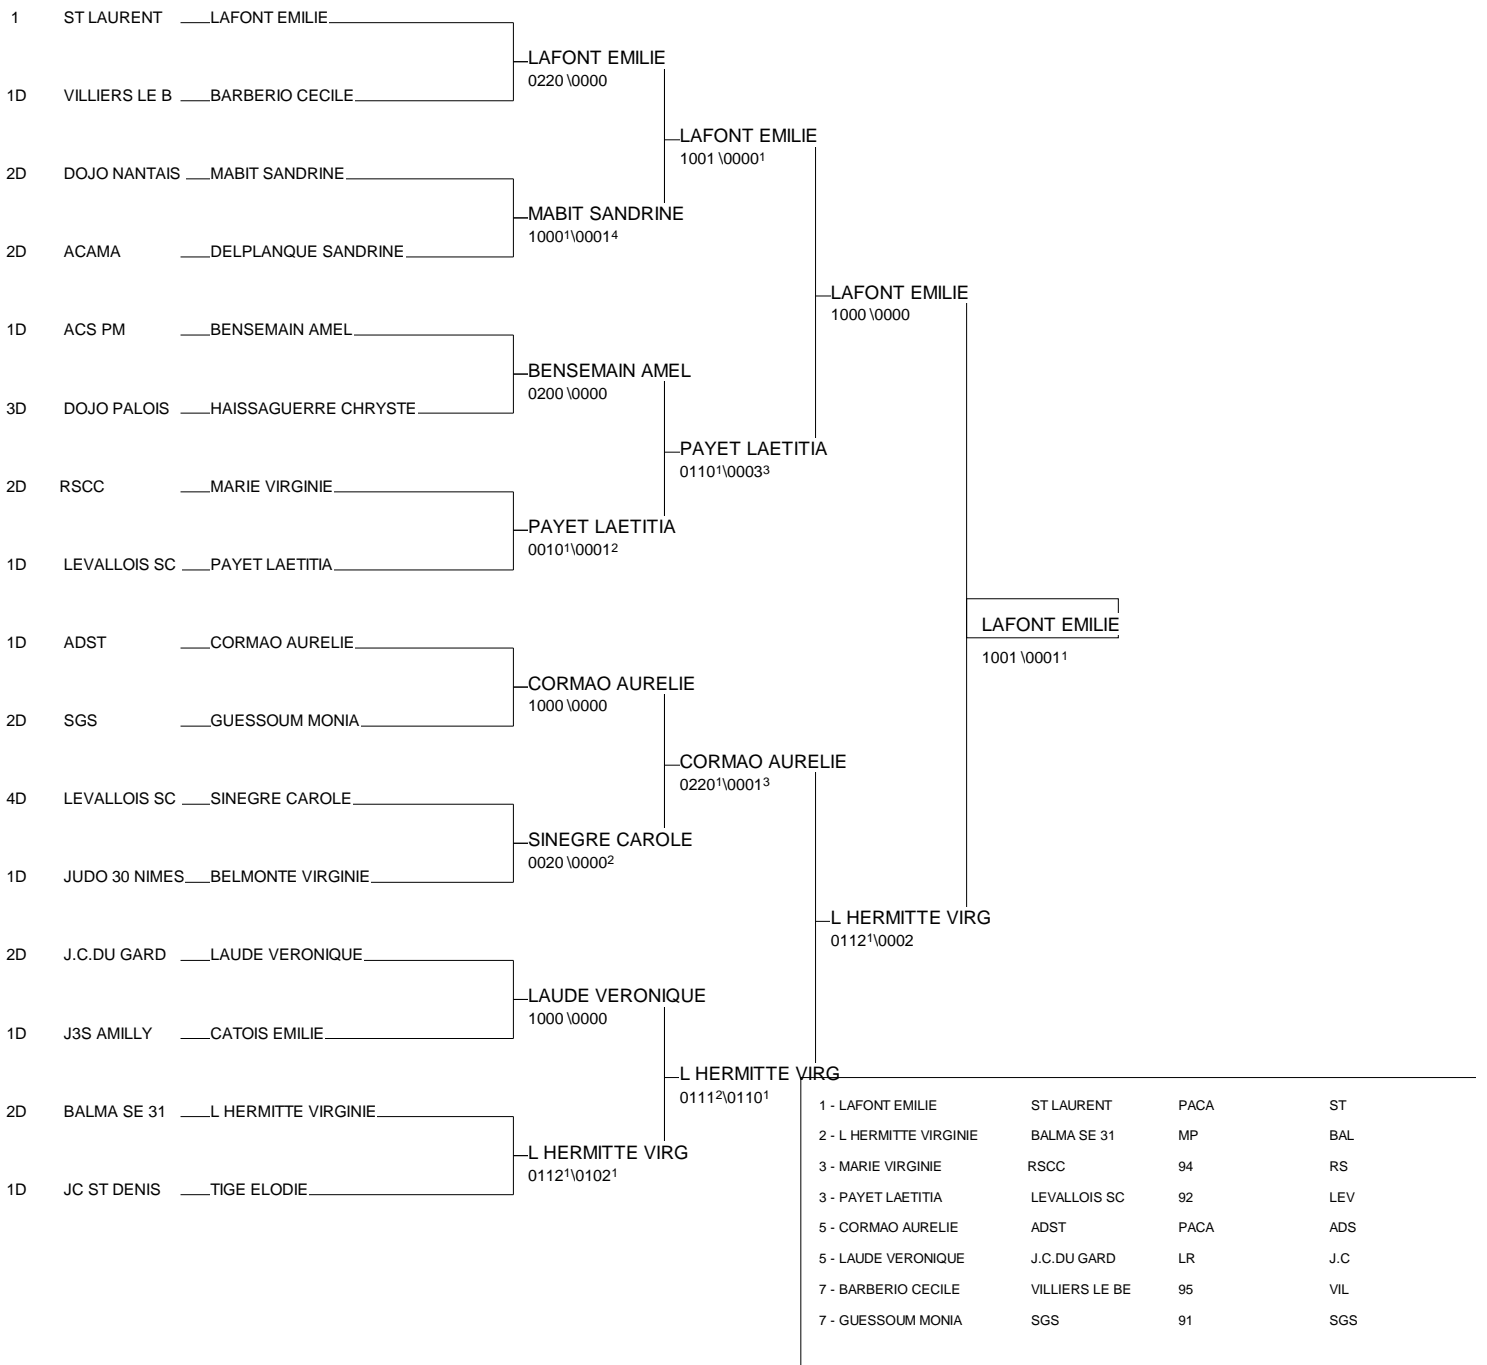 1 ST LAURENT LAFONT EMILIE
LAFONT EMILIE
0220 \0000
1D VILLIERS LE B BARBERIO CECILE
LAFONT EMILIE
1001 \0000¹
2D DOJO NANTAIS MABIT SANDRINE
MABIT SANDRINE
1000¹\0001⁴
2D ACAMA DELPLANQUE SANDRINE
LAFONT EMILIE
1000 \0000
1D ACS PM BENSEMAIN AMEL
BENSEMAIN AMEL
0200 \0000
3D DOJO PALOIS HAISSAGUERRE CHRYSTE
PAYET LAETITIA
0110¹\0003³
2D RSCC MARIE VIRGINIE
PAYET LAETITIA
0010¹\0001²
1D LEVALLOIS SC PAYET LAETITIA
LAFONT EMILIE
1001 \0001¹
1D ADST CORMAO AURELIE
CORMAO AURELIE
1000 \0000
2D SGS GUESSOUM MONIA
CORMAO AURELIE
0220¹\0001³
4D LEVALLOIS SC SINEGRE CAROLE
SINEGRE CAROLE
0020 \0000²
1D JUDO 30 NIMES BELMONTE VIRGINIE
L HERMITTE VIRG
0112¹\0002
2D J.C.DU GARD LAUDE VERONIQUE
LAUDE VERONIQUE
1000 \0000
1D J3S AMILLY CATOIS EMILIE
L HERMITTE VIRG
0111²\0110¹
2D BALMA SE 31 L HERMITTE VIRGINIE
L HERMITTE VIRG
0112¹\0102¹
1D JC ST DENIS TIGE ELODIE
1 - LAFONT EMILIE ST LAURENT PACA ST
2 - L HERMITTE VIRGINIE BALMA SE 31 MP BAL
3 - MARIE VIRGINIE RSCC 94 RS
3 - PAYET LAETITIA LEVALLOIS SC 92 LEV
5 - CORMAO AURELIE ADST PACA ADS
5 - LAUDE VERONIQUE J.C.DU GARD LR J.C
7 - BARBERIO CECILE VILLIERS LE BE 95 VIL
7 - GUESSOUM MONIA SGS 91 SGS